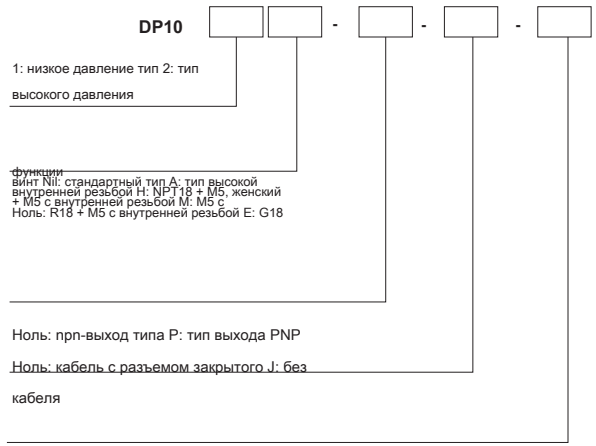 DP10 - - -
1: низкое давление тип 2: тип
высокого давления
функции
винт Nil: стандартный тип A: тип высокой
внутренней резьбой H: NPT18 + M5, женский
+ M5 с внутренней резьбой M: M5 с
Ноль: R18 + M5 с внутренней резьбой E: G18
Ноль: npn-выход типа P: тип выхода PNP
Ноль: кабель с разъемом закрытого J: без
кабеля